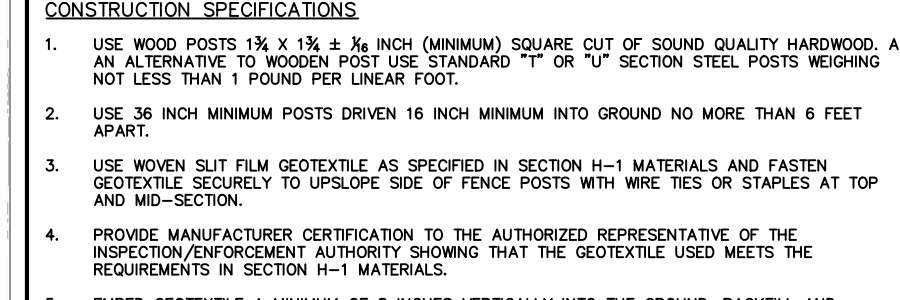 CONSTRUCTION SPECIFICATIONS
1. USE WOOD POSTS 1¾ X 1¾ ± 1⁄16 INCH (MINIMUM) SQUARE CUT OF SOUND QUALITY HARDWOOD. A
AN ALTERNATIVE TO WOODEN POST USE STANDARD "T" OR "U" SECTION STEEL POSTS WEIGHING
NOT LESS THAN 1 POUND PER LINEAR FOOT.
2. USE 36 INCH MINIMUM POSTS DRIVEN 16 INCH MINIMUM INTO GROUND NO MORE THAN 6 FEET
APART.
3. USE WOVEN SLIT FILM GEOTEXTILE AS SPECIFIED IN SECTION H-1 MATERIALS AND FASTEN
GEOTEXTILE SECURELY TO UPSLOPE SIDE OF FENCE POSTS WITH WIRE TIES OR STAPLES AT TOP
AND MID-SECTION.
4. PROVIDE MANUFACTURER CERTIFICATION TO THE AUTHORIZED REPRESENTATIVE OF THE
INSPECTION/ENFORCEMENT AUTHORITY SHOWING THAT THE GEOTEXTILE USED MEETS THE
REQUIREMENTS IN SECTION H-1 MATERIALS.